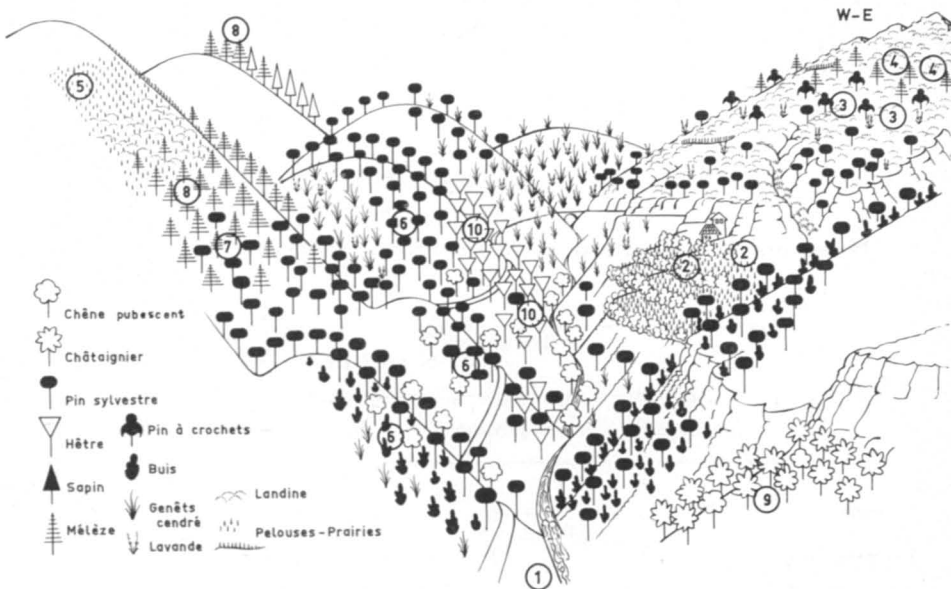 W-E
8
5
4
4
3
3
8
7
6
10
2
2
10
6
6
9
1
Chêne pubescent
Châtaignier
Pin sylvestre
Hêtre
Sapin
Mélèze
Pin à crochets
Buis
Genêts
cendré
Lavande
Landine
Pelouses-Prairies